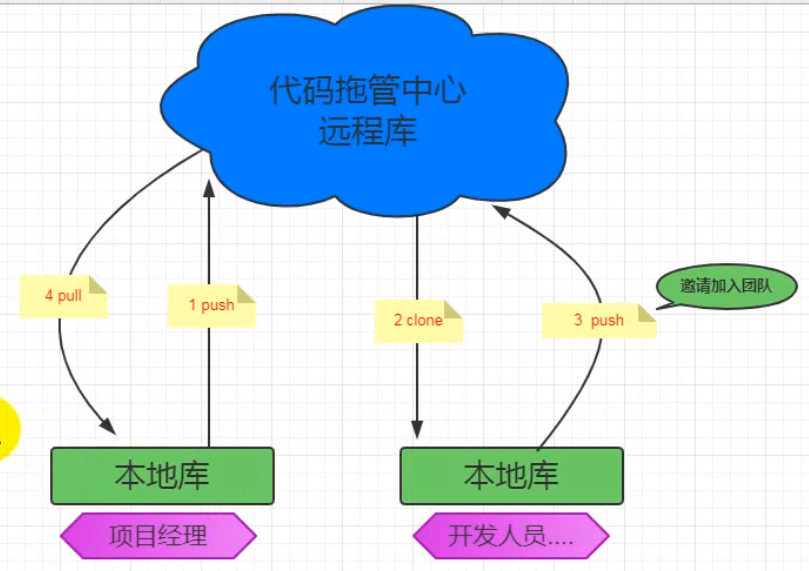 代码拖管中心
远程库
4 pull
1 push
2 clone
3 push
邀请加入团队
本地库
本地库
项目经理
开发人员....